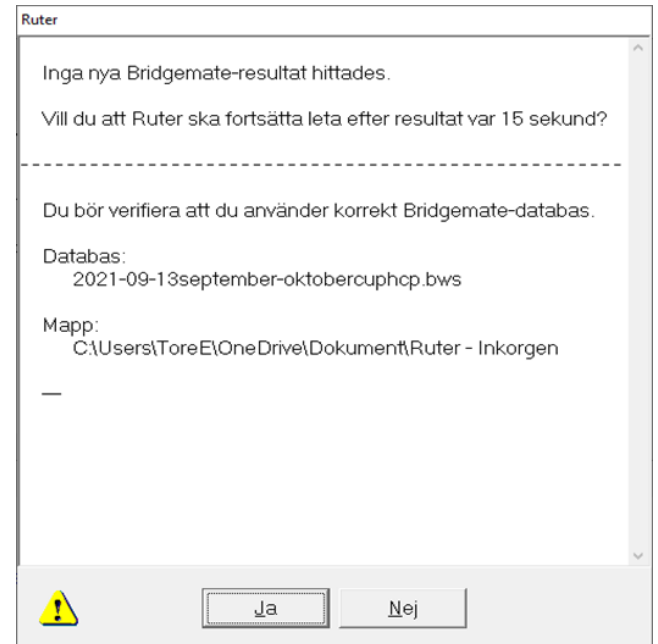 Ruter
Inga nya Bridgemate-resultat hittades.
Vill du att Ruter ska fortsätta leta efter resultat var 15 sekund?
Du bör verifiera att du använder korrekt Bridgemate-databas.
Databas:
2021-09-13september-oktobercuphcp.bws
Mapp:
C:\Users\ToreE\OneDrive\Dokument\Ruter - Inkorgen
Ja
Nej